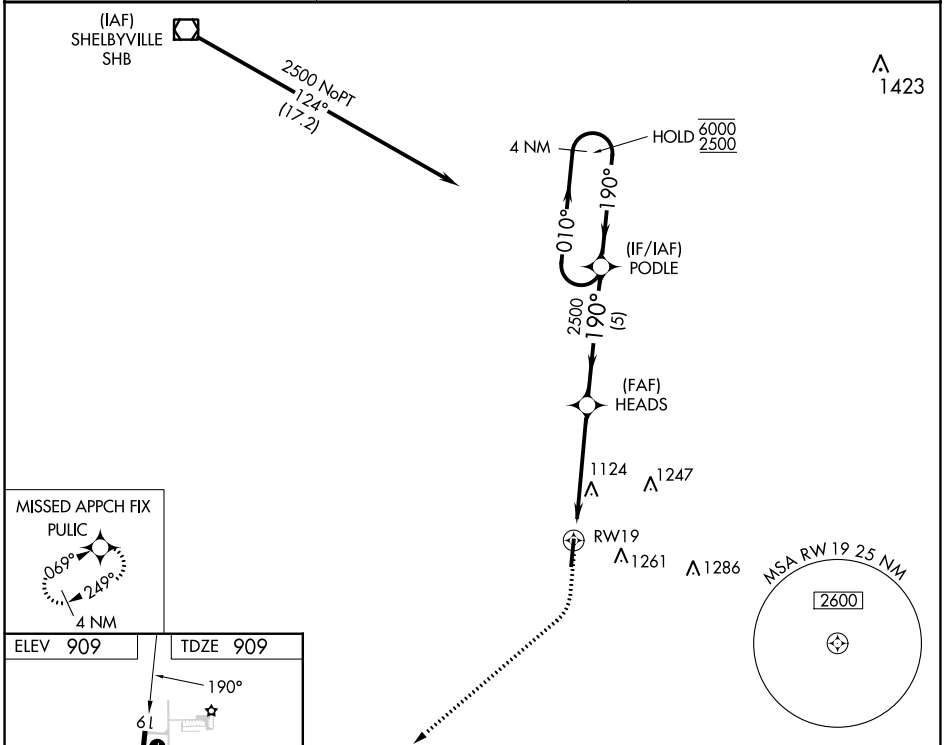 (IAF)
SHELBYVILLE
SHB
2500 NoPT
124°
(17.2)
1423
4 NM
HOLD 6000
2500
010°
190°
(IF/IAF)
PODLE
2500
190°
(5)
(FAF)
HEADS
1124
1247
RW19
1261
1286
MISSED APPCH FIX
PULIC
069°
249°
4 NM
MSA RW 19 25 NM
2600
ELEV 909
TDZE 909
190°
19